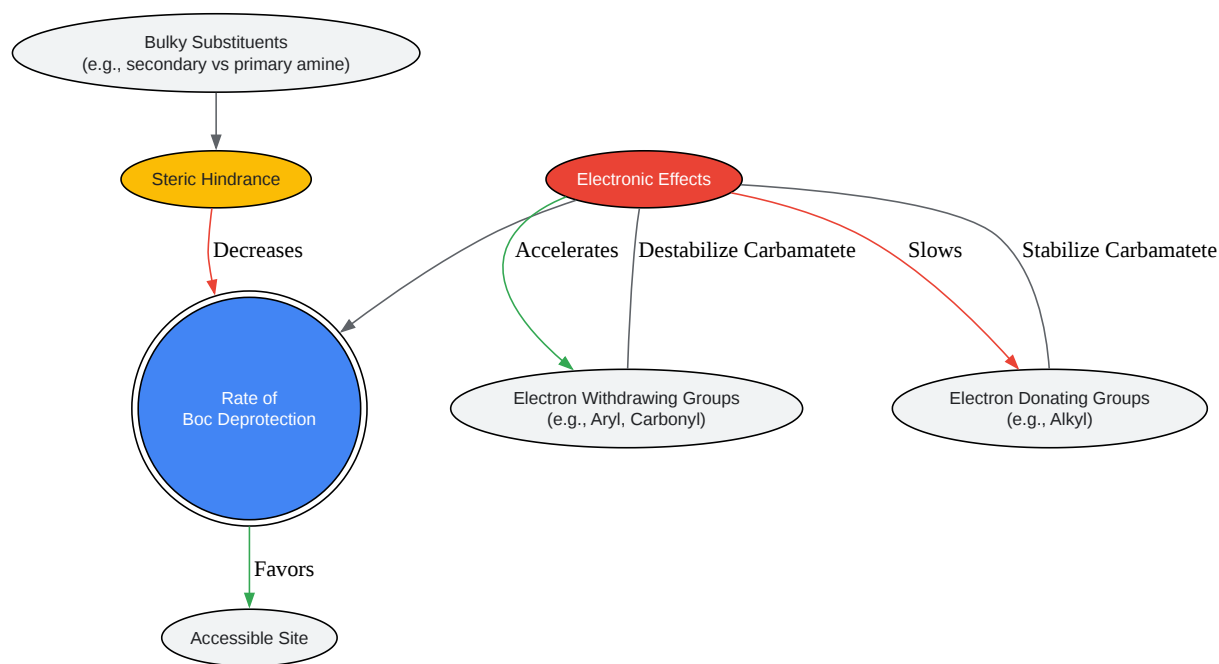 Bulky Substituents
(e.g., secondary vs primary amine)
Steric Hindrance
Electronic Effects
Decreases
Accelerates
Destabilize Carbamatete
Slows
Stabilize Carbamatete
Rate of
Boc Deprotection
Electron Withdrawing Groups
(e.g., Aryl, Carbonyl)
Electron Donating Groups
(e.g., Alkyl)
Favors
Accessible Site